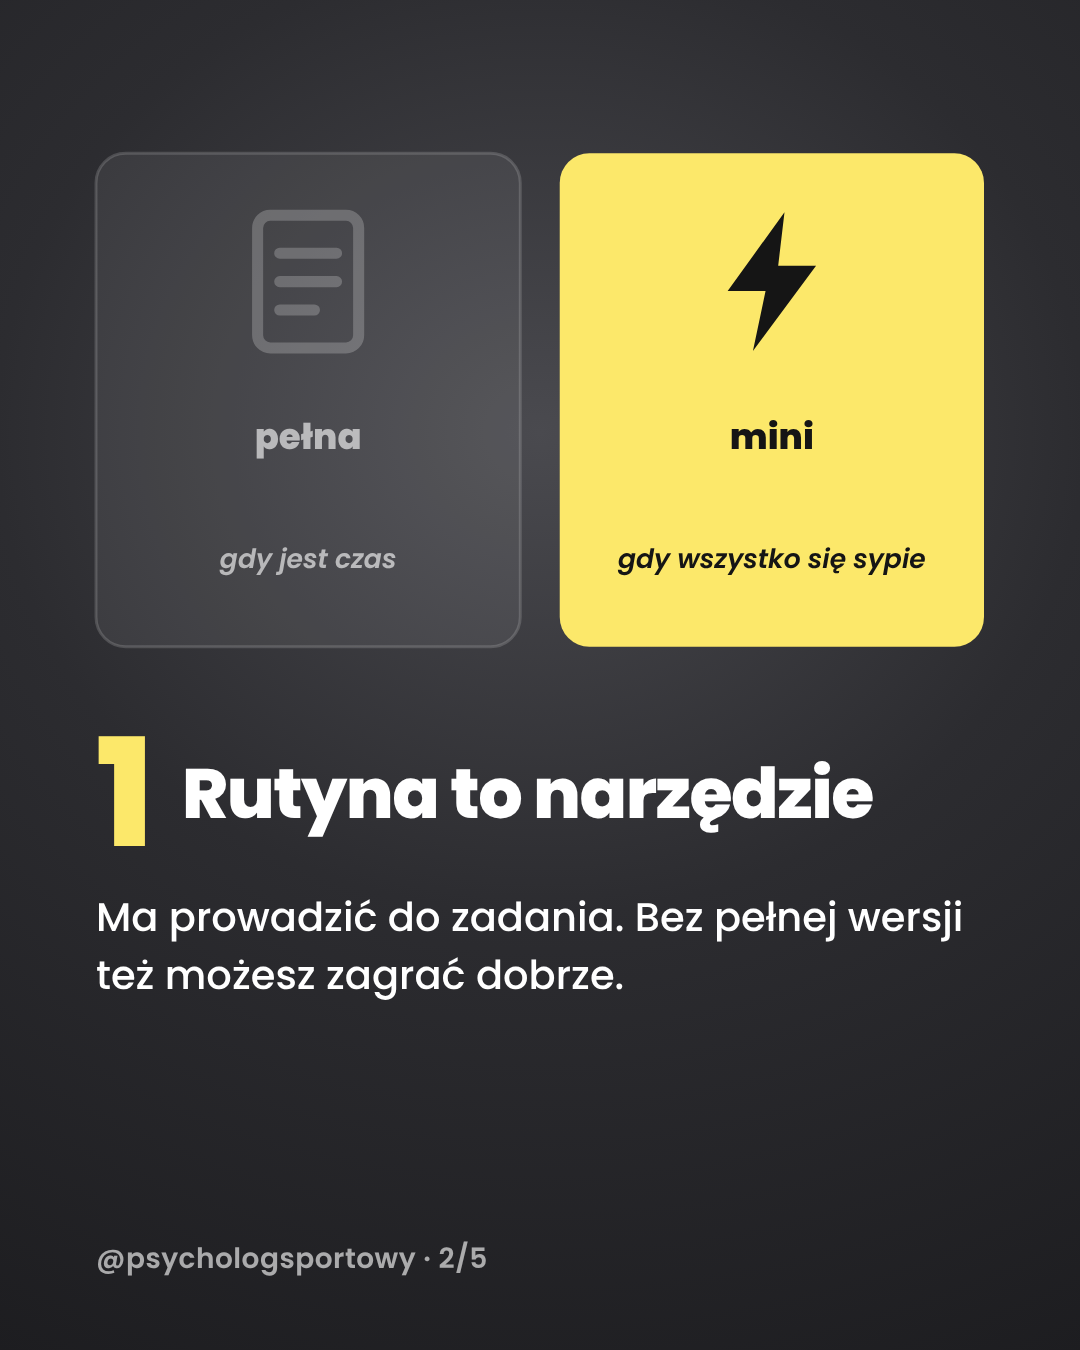 pełna
gdy jest czas
mini
gdy wszystko się sypie
1 Rutyna to narzędzie
Ma prowadzić do zadania. Bez pełnej wersji
też możesz zagrać dobrze.
@psychologsportowy · 2/5